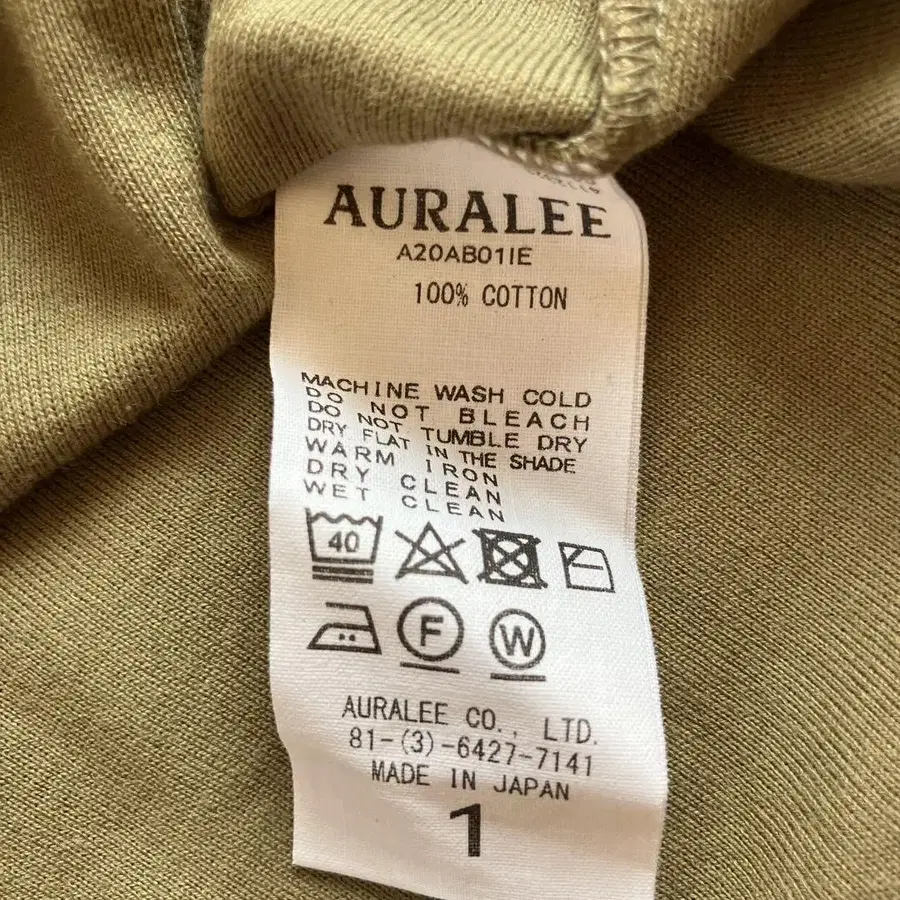 AURALEE
A20AB01IE
100% COTTON
MACHINE WASH COLD
DO NOT BLEACH
DO NOT TUMBLE DRY
DRY FLAT IN THE SHADE
WARM IRON
DRY CLEAN
WET CLEAN
40
F
W
AURALEE CO., LTD.
81-(3)-6427-7141
MADE IN JAPAN
1